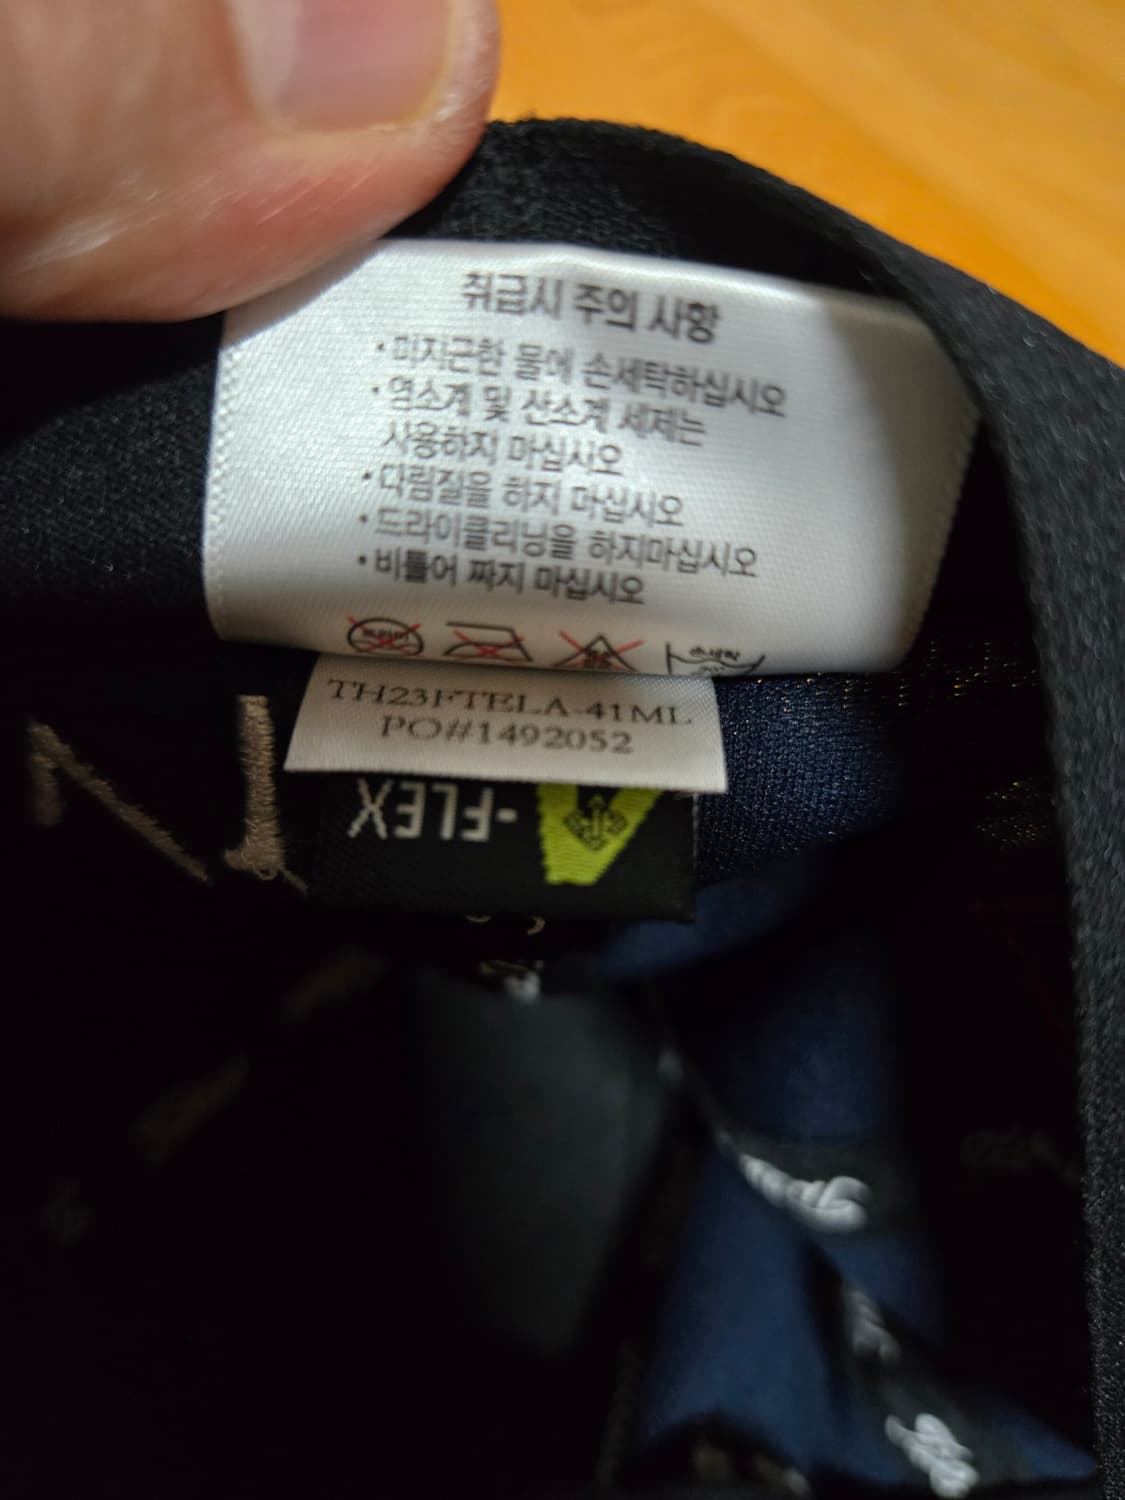 취급시 주의 사항
·미지근한 물에 손세탁하십시오
·염소계 및 산소계 세제는
사용하지 마십시오
·다림질을 하지 마십시오
·드라이클리닝을 하지마십시오
·비틀어 짜지 마십시오
TH23FTELA-41ML
PO#1492052
-FLEX